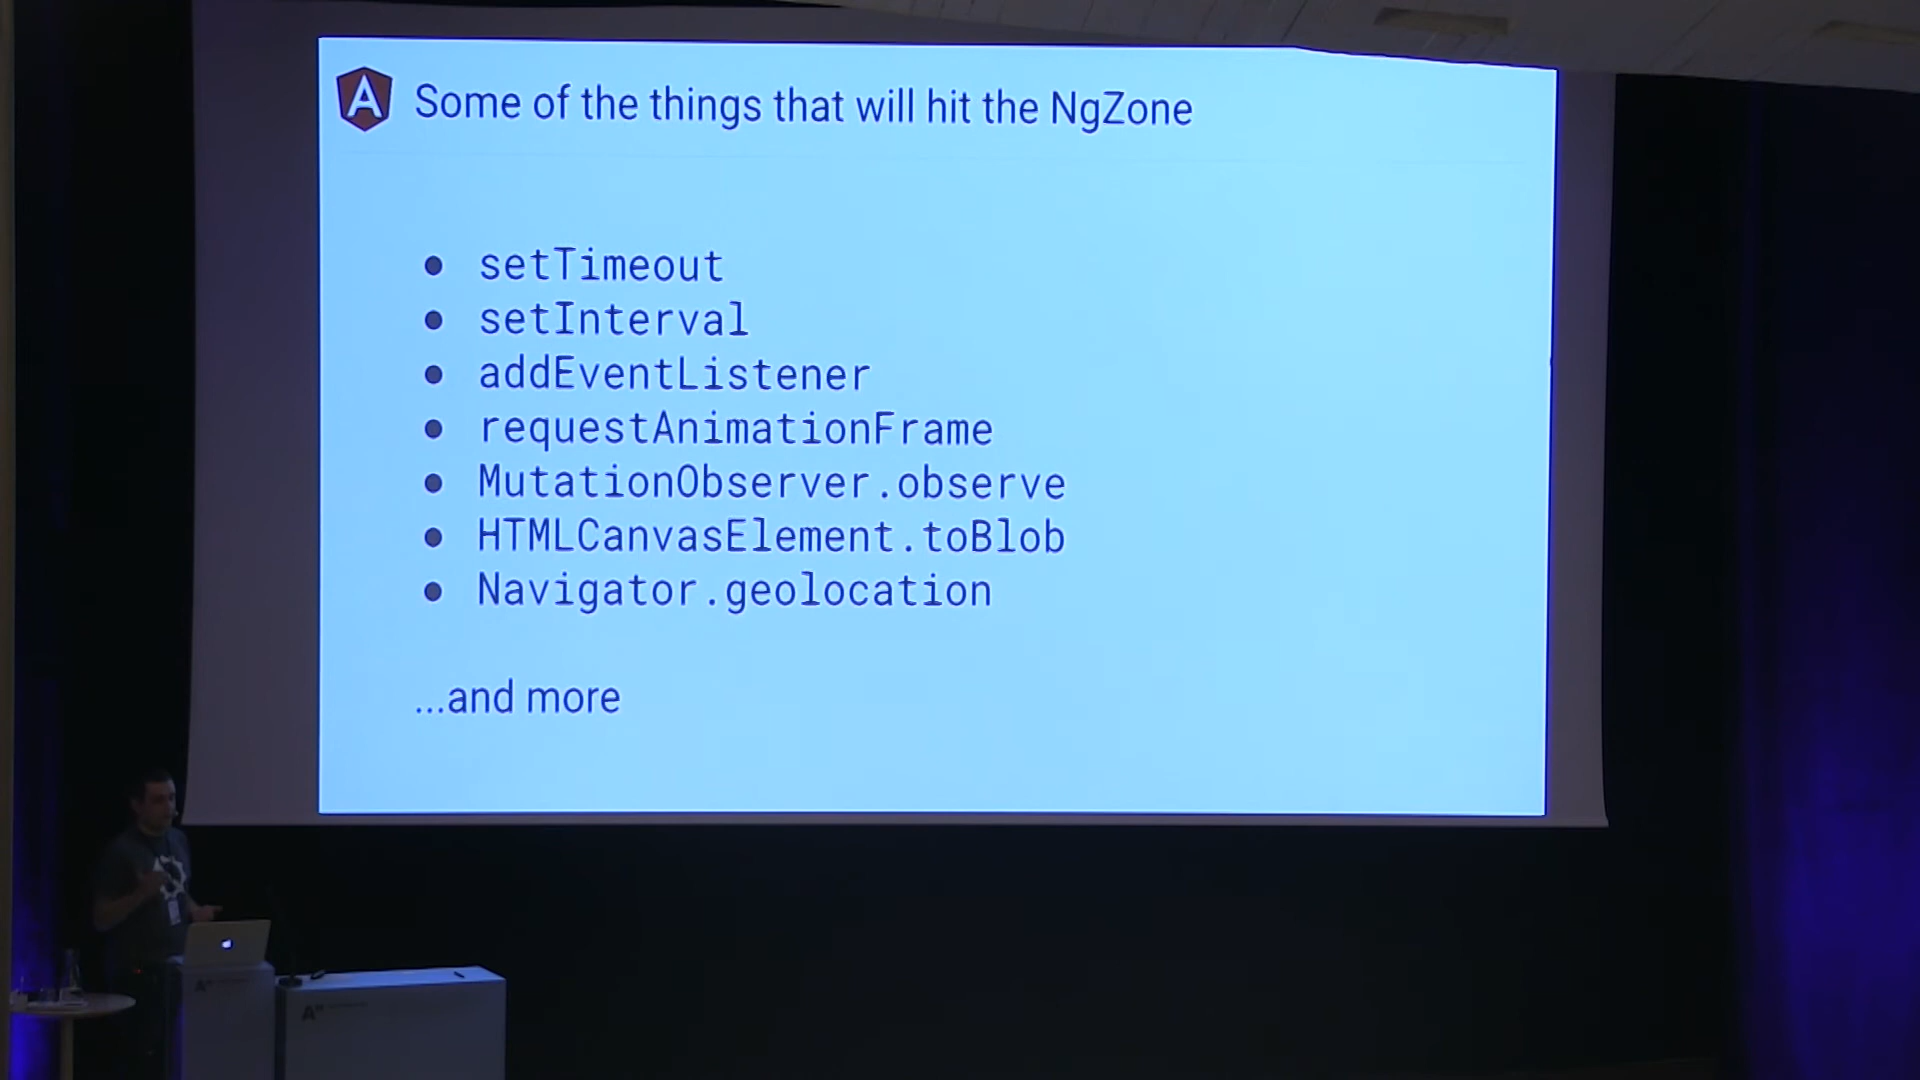 Some of the things that will hit the NgZone
● setTimeout
● setInterval
● addEventListener
● requestAnimationFrame
● MutationObserver.observe
● HTMLCanvasElement.toBlob
● Navigator.geolocation
...and more